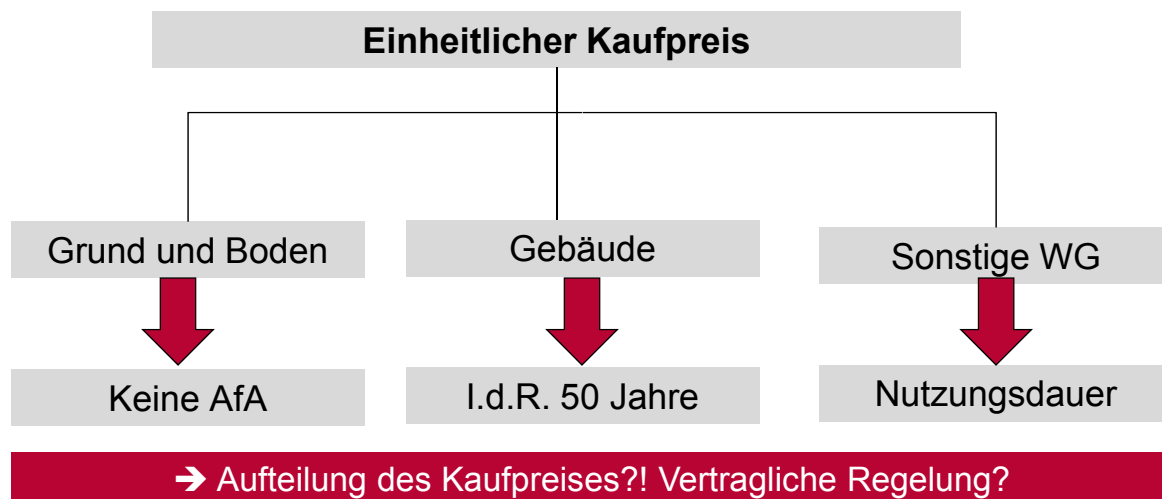 Einheitlicher Kaufpreis
Grund und Boden
Gebäude
Sonstige WG
Keine AfA
I.d.R. 50 Jahre
Nutzungsdauer
➔ Aufteilung des Kaufpreises?! Vertragliche Regelung?